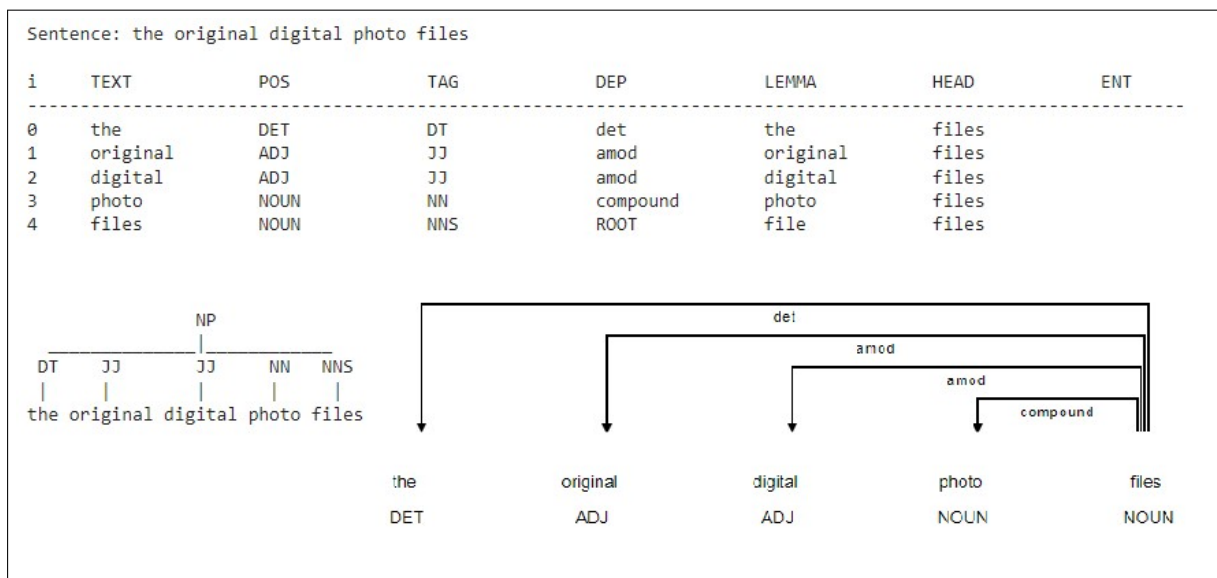 Sentence: the original digital photo files
i TEXT POS TAG DEP LEMMA HEAD ENT
0 the DET DT det the files
1 original ADJ JJ amod original files
2 digital ADJ JJ amod digital files
3 photo NOUN NN compound photo files
4 files NOUN NNS ROOT file files
NP
DT JJ JJ NN NNS
the original digital photo files
det
amod
amod
compound
the original digital photo files
DET ADJ ADJ NOUN NOUN